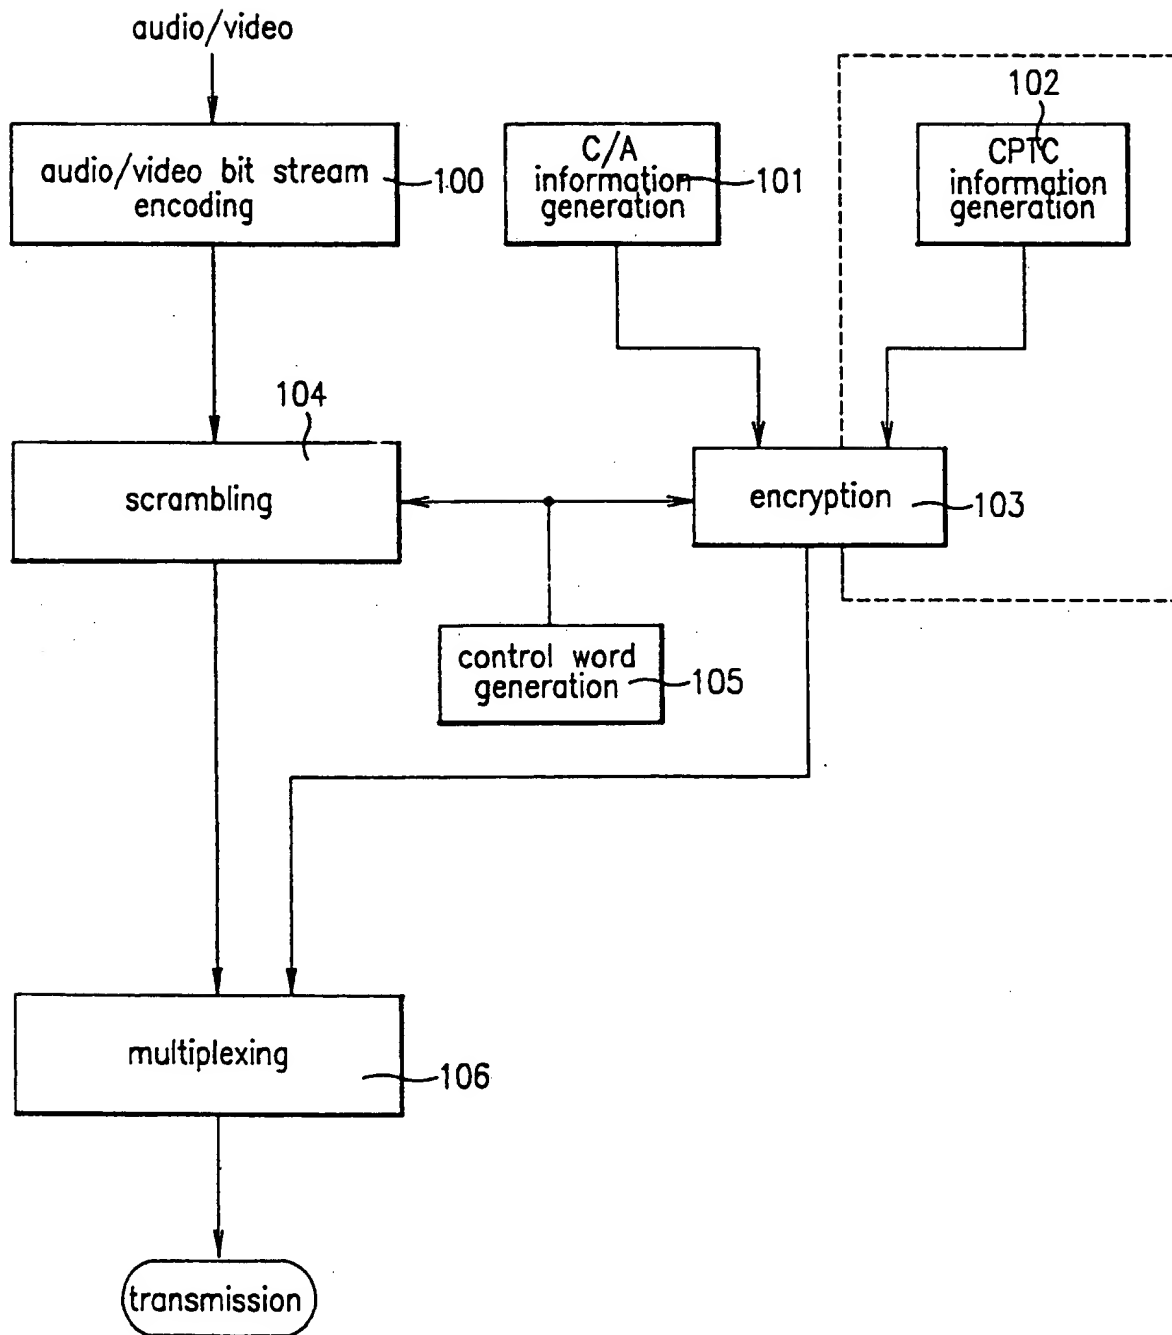 audio/video
102
audio/video bit stream
encoding
100
C/A
information
generation
101
CPTC
information
generation
104
scrambling
encryption
103
control word
generation
105
multiplexing
106
transmission